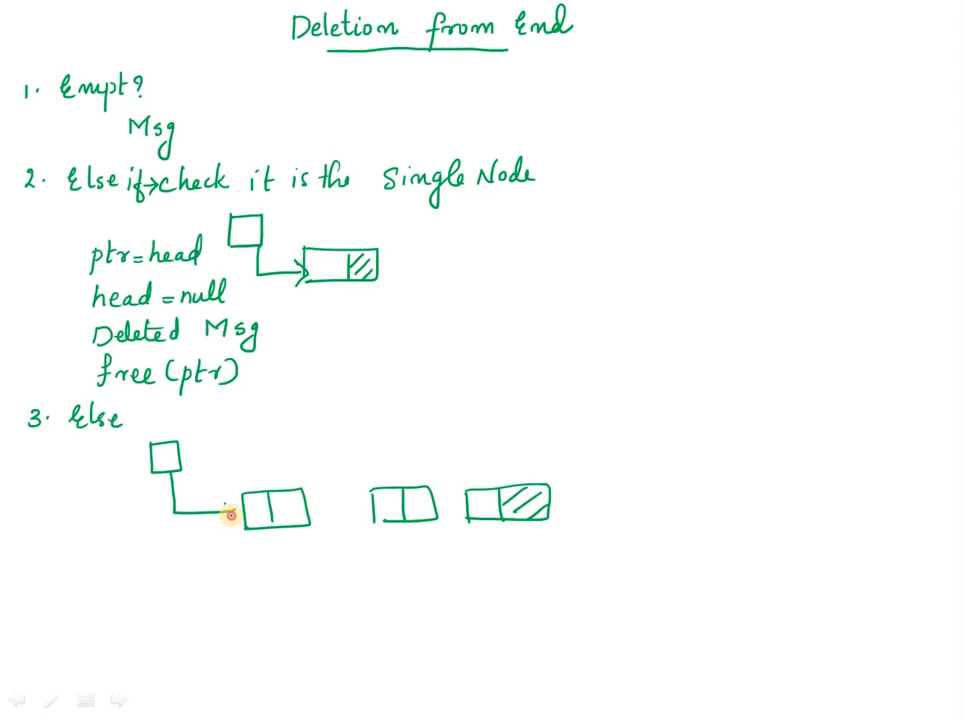 Deletion from End
1. Empt?
Msg
2. Else if→check it is the Single Node
ptr=head
head=null
Deleted Msg
free(ptr)
3. Else